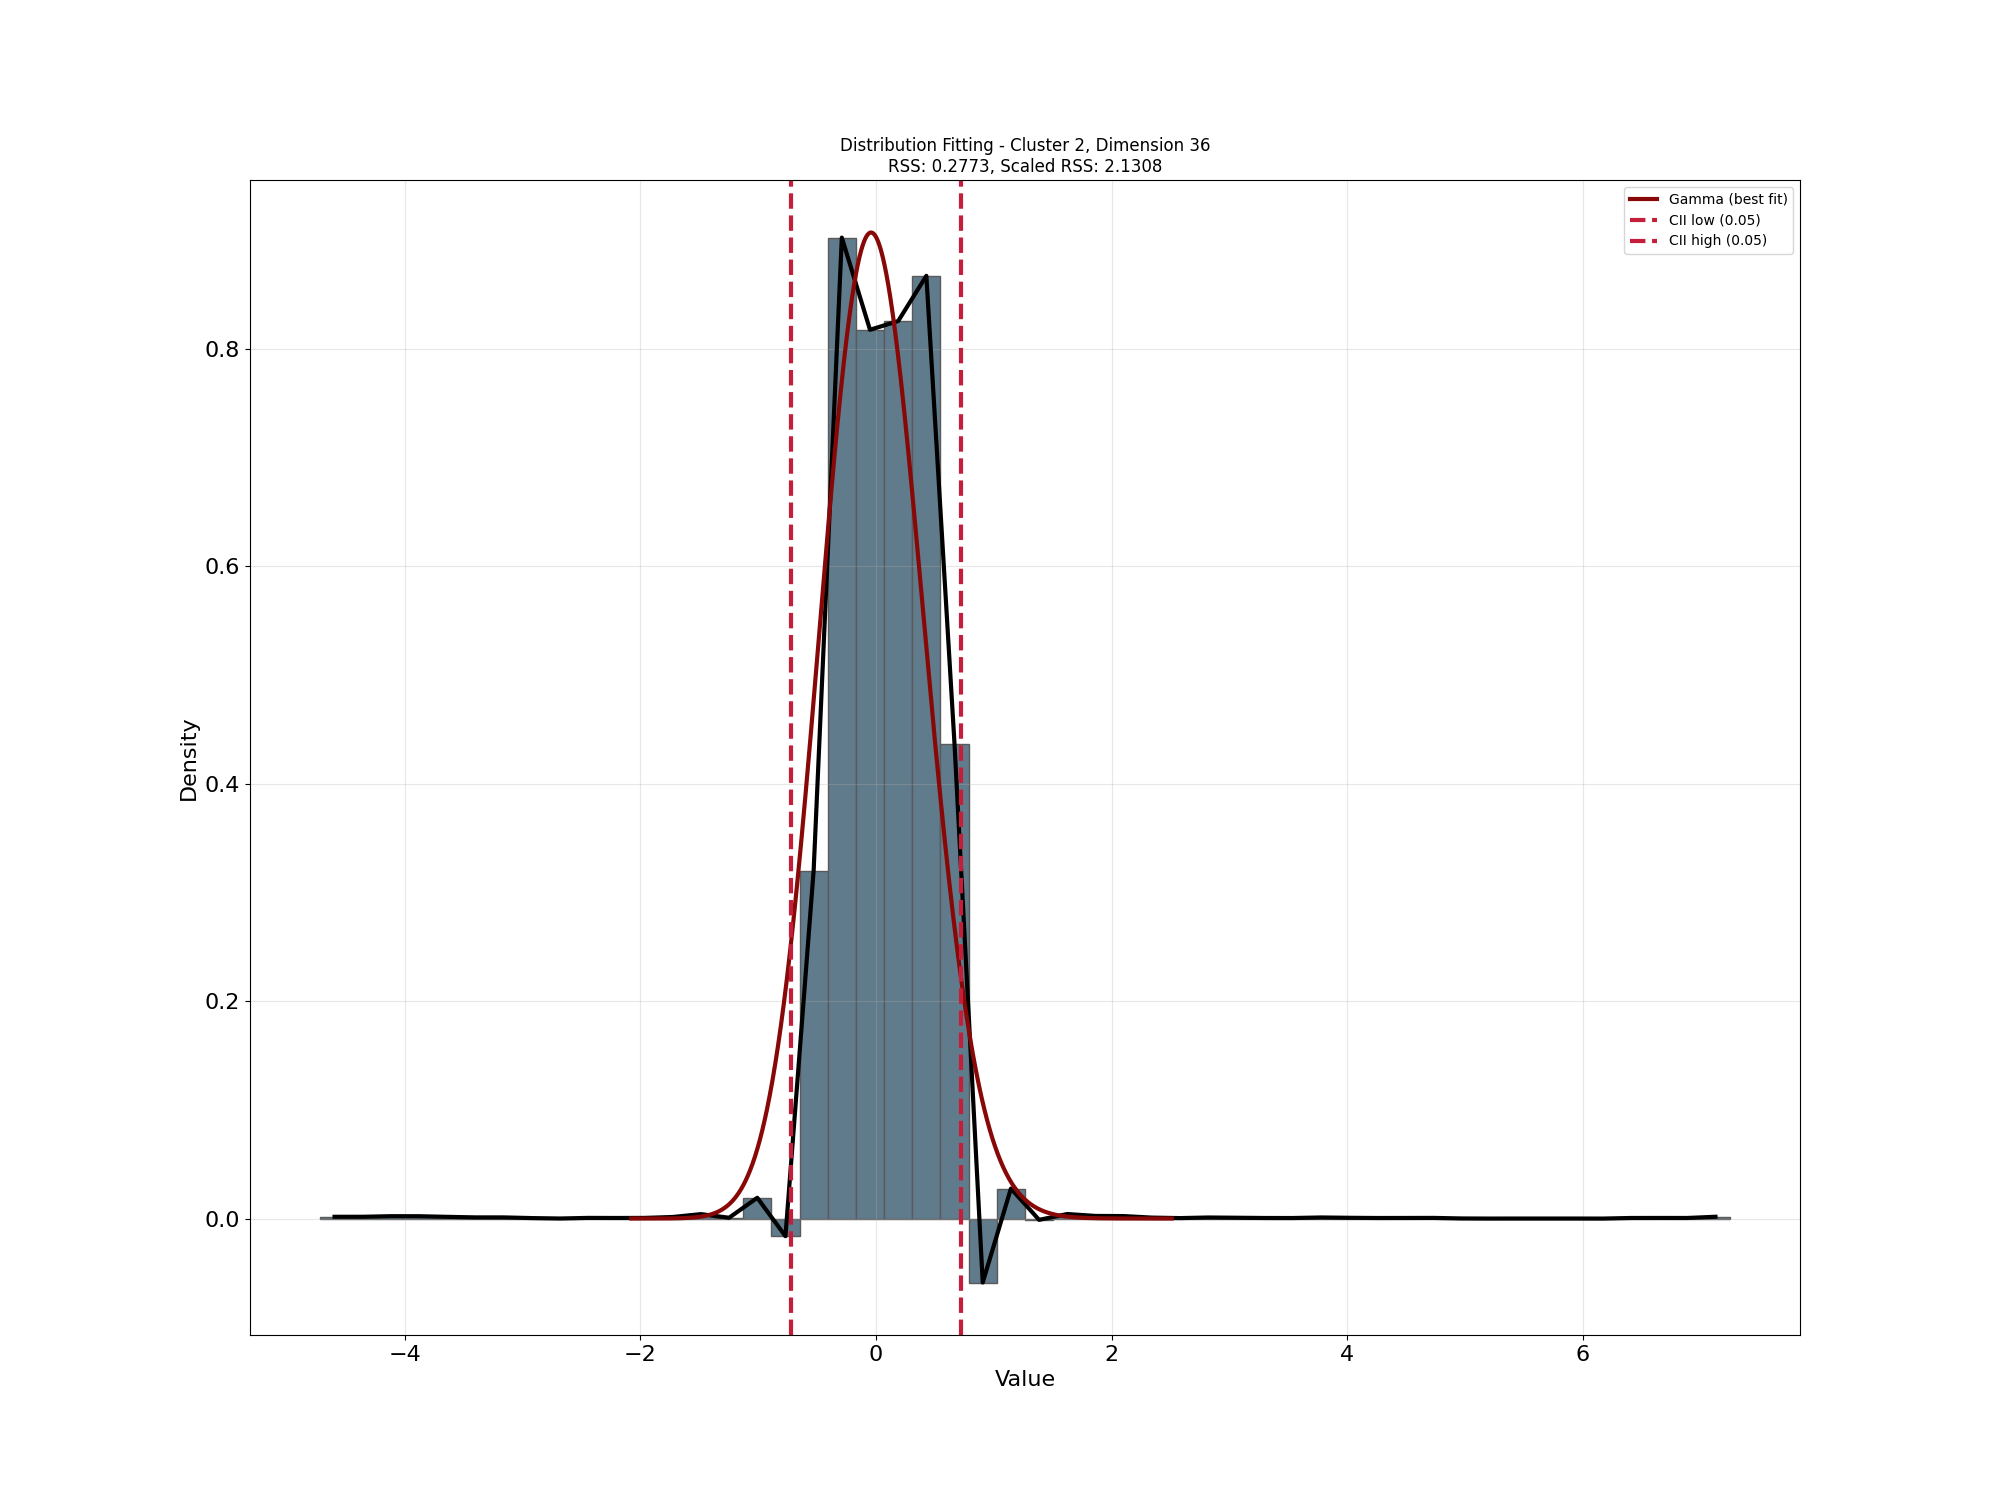 Distribution Fitting - Cluster 2, Dimension 36
RSS: 0.2773, Scaled RSS: 2.1308
Gamma (best fit)
CII low (0.05)
CII high (0.05)
0.8
0.6
0.4
0.2
0.0
Density
−4
−2
0
2
4
6
Value